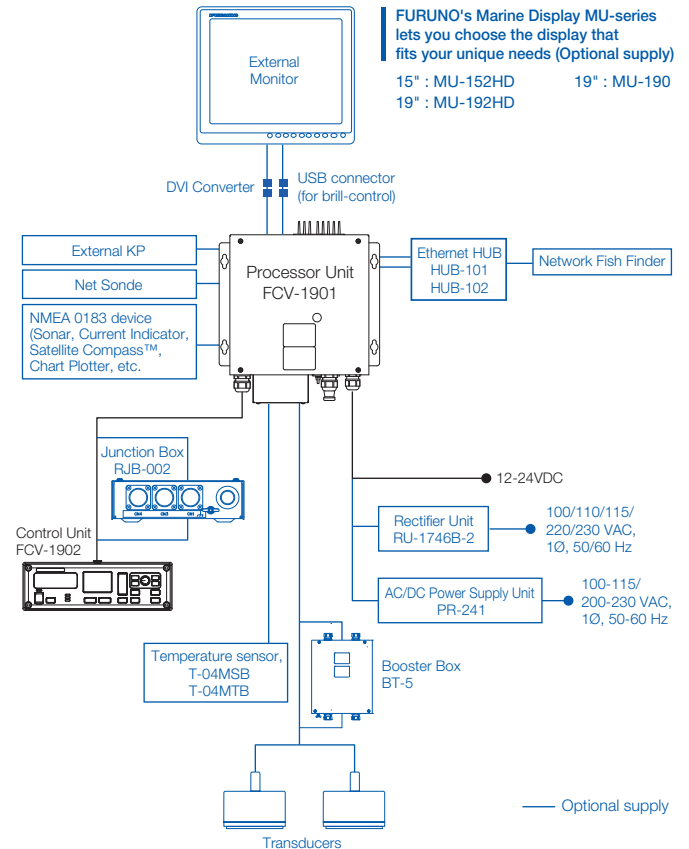 FURUNO's Marine Display MU-series
lets you choose the display that
fits your unique needs (Optional supply)
15" : MU-152HD
19" : MU-190
19" : MU-192HD
External
Monitor
DVI Converter
USB connector
(for brill-control)
External KP
Net Sonde
NMEA 0183 device
(Sonar, Current Indicator,
Satellite Compass™,
Chart Plotter, etc.
Processor Unit
FCV-1901
Ethernet HUB
HUB-101
HUB-102
Network Fish Finder
Junction Box
RJB-002
Control Unit
FCV-1902
12-24VDC
Rectifier Unit
RU-1746B-2
100/110/115/
220/230 VAC,
1Ø, 50/60 Hz
AC/DC Power Supply Unit
PR-241
100-115/
200-230 VAC,
1Ø, 50-60 Hz
Temperature sensor,
T-04MSB
T-04MTB
Booster Box
BT-5
Transducers
Optional supply